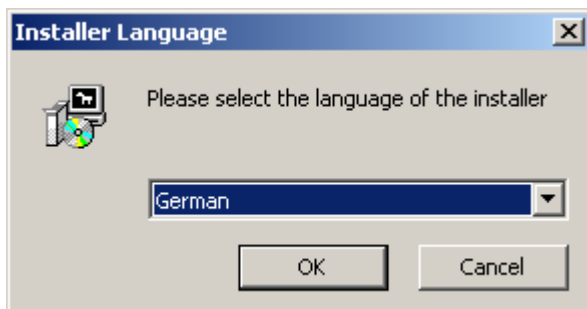 Installer Language
Please select the language of the installer
German
OK
Cancel